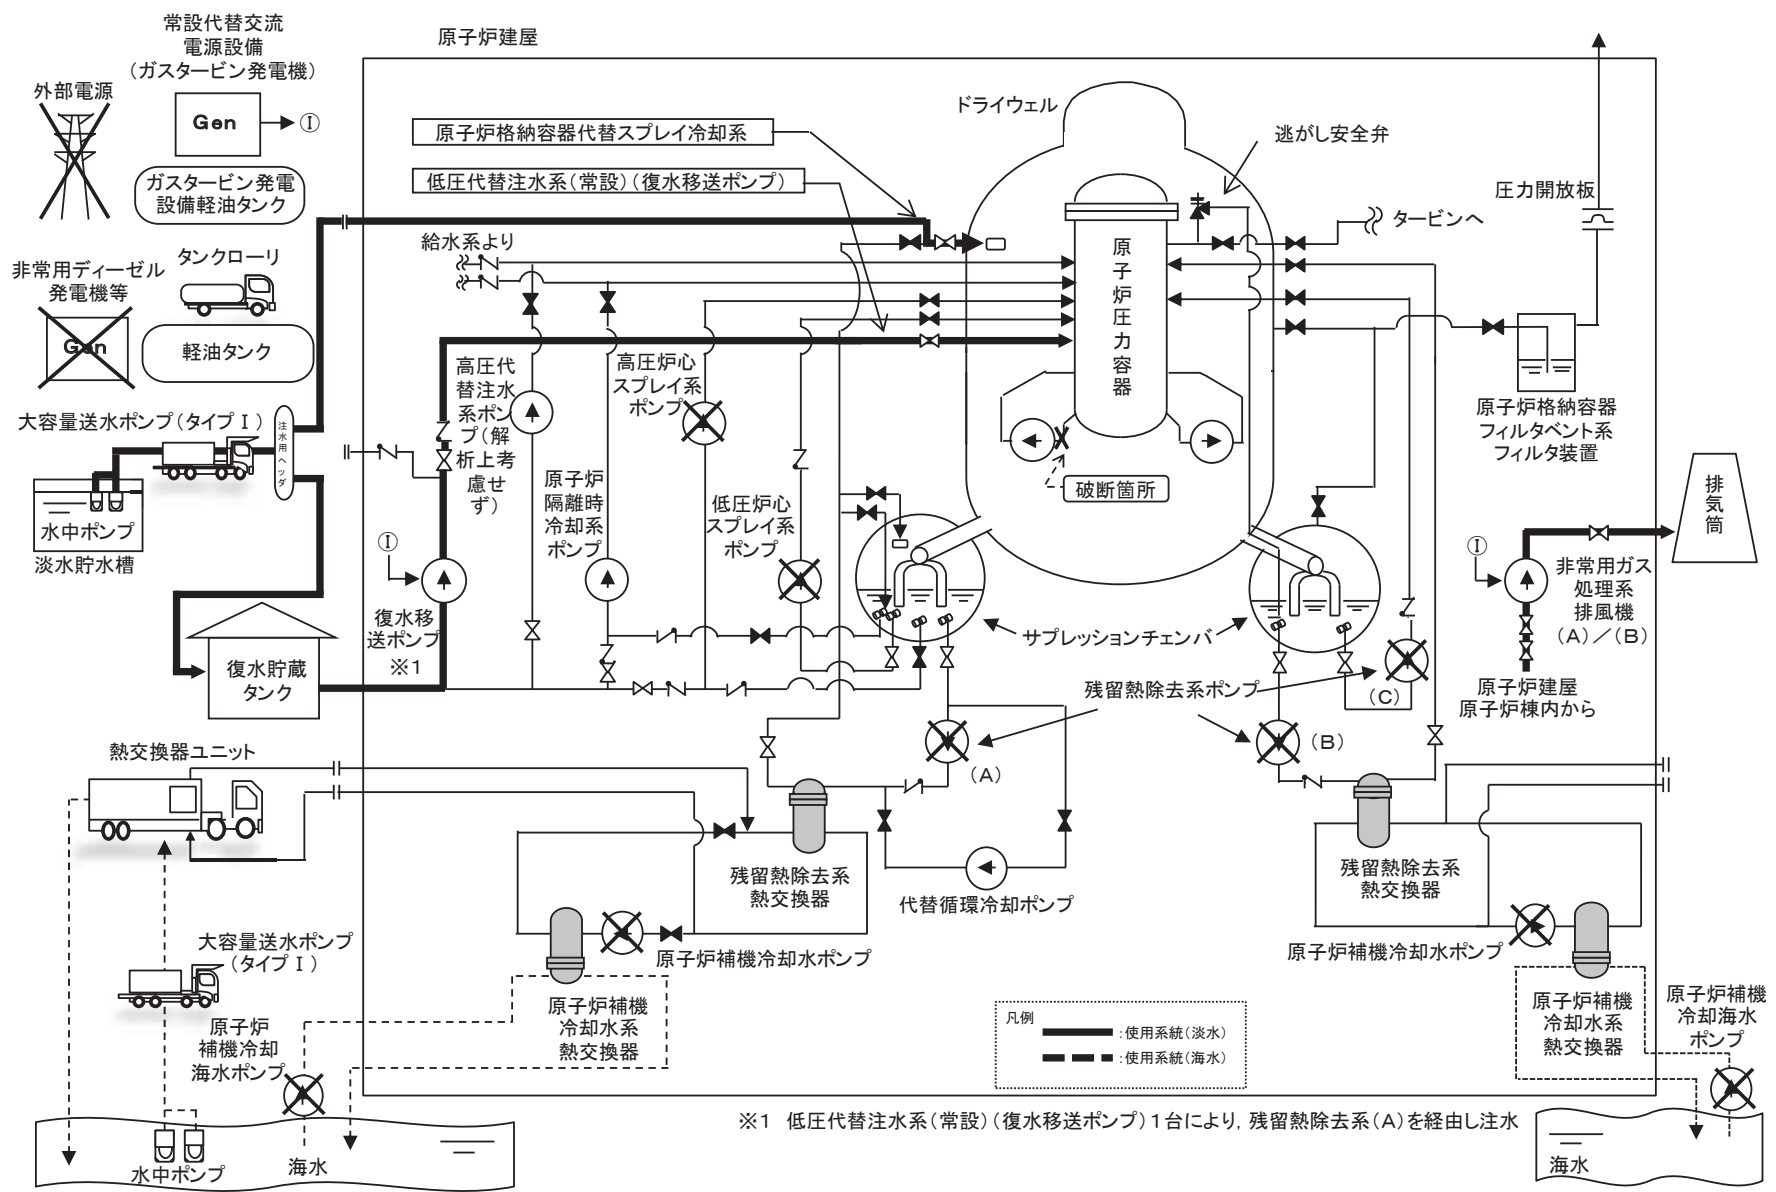 常設代替交流
電源設備
（ガスタービン発電機）
外部電源
Gen
Ⓘ
ガスタービン発電
設備軽油タンク
タンクローリ
非常用ディーゼル
発電機等
Gen
軽油タンク
大容量送水ポンプ（タイプⅠ）
注水用ヘッダ
水中ポンプ
淡水貯水槽
復水貯蔵
タンク
原子炉建屋
原子炉格納容器代替スプレイ冷却系
低圧代替注水系（常設）（復水移送ポンプ）
給水系より
高圧代
替注水
系ポン
プ（解
析上考
慮せ
ず）
Ⓘ
復水移
送ポンプ
※1
原子炉
隔離時
冷却系
ポンプ
高圧炉心
スプレイ系
ポンプ
低圧炉心
スプレイ系
ポンプ
ドライウェル
逃がし安全弁
原子炉圧力容器
破断箇所
サプレッションチェンバ
残留熱除去系ポンプ
（A）
（B）
（C）
タービンへ
圧力開放板
原子炉格納容器
フィルタベント系
フィルタ装置
排気筒
Ⓘ
非常用ガス
処理系
排風機
（A）／（B）
原子炉建屋
原子炉棟内から
熱交換器ユニット
大容量送水ポンプ
（タイプⅠ）
原子炉
補機冷却
海水ポンプ
水中ポンプ
海水
残留熱除去系
熱交換器
代替循環冷却ポンプ
原子炉補機冷却水ポンプ
原子炉補機
冷却水系
熱交換器
残留熱除去系
熱交換器
原子炉補機冷却水ポンプ
原子炉補機
冷却水系
熱交換器
原子炉補機
冷却海水
ポンプ
海水
凡例
：使用系統（淡水）
：使用系統（海水）
※1　低圧代替注水系（常設）（復水移送ポンプ）1台により，残留熱除去系（A）を経由し注水